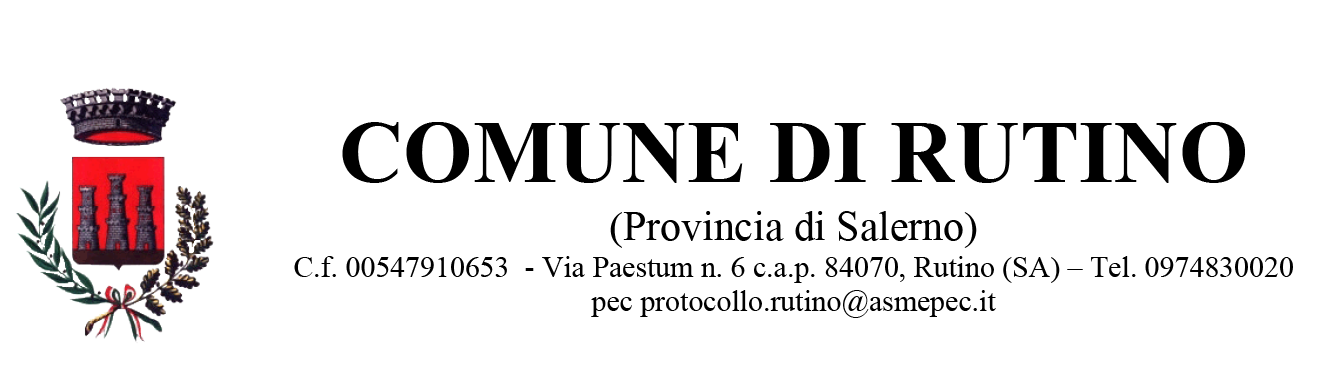 COMUNE DI RUTINO
(Provincia di Salerno)
C.f. 00547910653  - Via Paestum n. 6 c.a.p. 84070, Rutino (SA) – Tel. 0974830020
pec protocollo.rutino@asmepec.it